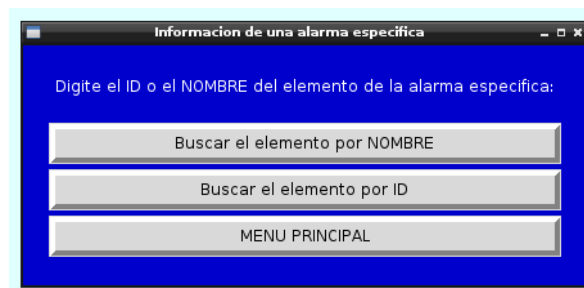 Informacion de una alarma especifica
Digite el ID o el NOMBRE del elemento de la alarma especifica:
Buscar el elemento por NOMBRE
Buscar el elemento por ID
MENU PRINCIPAL